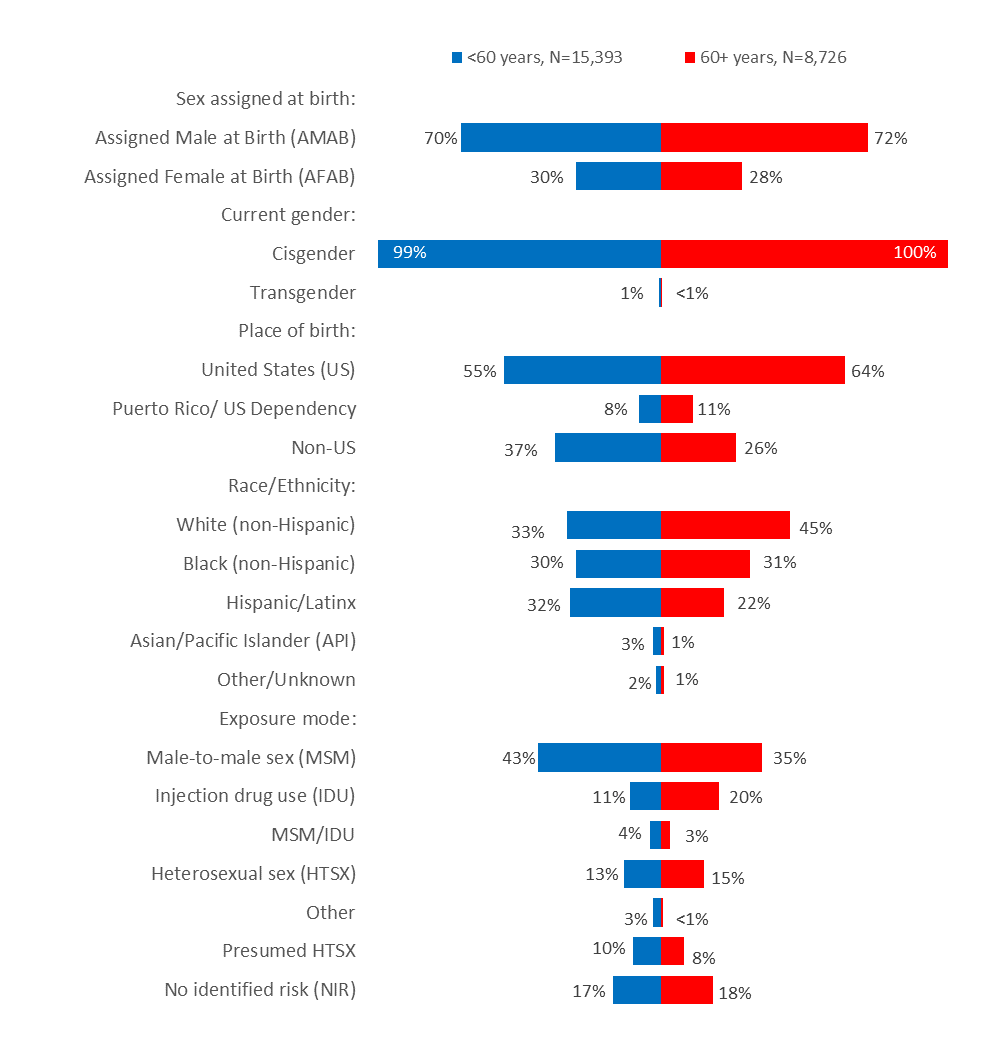 <60 years, N=15,393 60+ years, N=8,726
Sex assigned at birth:
Assigned Male at Birth (AMAB) 70% 72%
Assigned Female at Birth (AFAB) 30% 28%
Current gender:
Cisgender 99% 100%
Transgender 1% <1%
Place of birth:
United States (US) 55% 64%
Puerto Rico/ US Dependency 8% 11%
Non-US 37% 26%
Race/Ethnicity:
White (non-Hispanic) 33% 45%
Black (non-Hispanic) 30% 31%
Hispanic/Latinx 32% 22%
Asian/Pacific Islander (API) 3% 1%
Other/Unknown 2% 1%
Exposure mode:
Male-to-male sex (MSM) 43% 35%
Injection drug use (IDU) 11% 20%
MSM/IDU 4% 3%
Heterosexual sex (HTSX) 13% 15%
Other 3% <1%
Presumed HTSX 10% 8%
No identified risk (NIR) 17% 18%